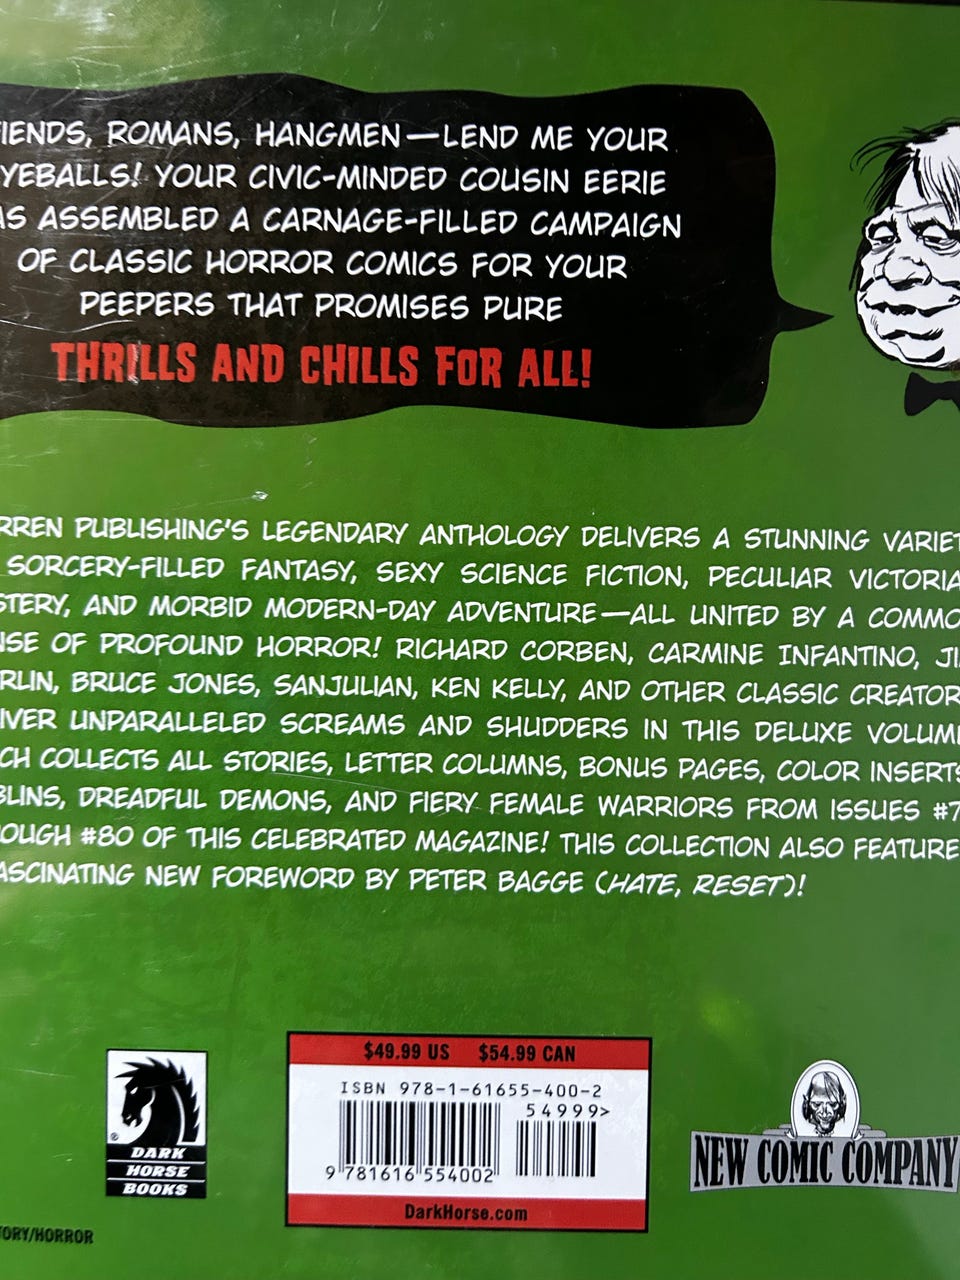 IENDS, ROMANS, HANGMEN—LEND ME YOUR
YEBALLS! YOUR CIVIC-MINDED COUSIN EERIE
AS ASSEMBLED A CARNAGE-FILLED CAMPAIGN
OF CLASSIC HORROR COMICS FOR YOUR
PEEPERS THAT PROMISES PURE
THRILLS AND CHILLS FOR ALL!
RREN PUBLISHING'S LEGENDARY ANTHOLOGY DELIVERS A STUNNING VARIET
SORCERY-FILLED FANTASY, SEXY SCIENCE FICTION, PECULIAR VICTORIA
STERY, AND MORBID MODERN-DAY ADVENTURE—ALL UNITED BY A COMMO
NSE OF PROFOUND HORROR! RICHARD CORBEN, CARMINE INFANTINO, JI
RLIN, BRUCE JONES, SANJULIAN, KEN KELLY, AND OTHER CLASSIC CREATOR
IVER UNPARALLELED SCREAMS AND SHUDDERS IN THIS DELUXE VOLUM
CH COLLECTS ALL STORIES, LETTER COLUMNS, BONUS PAGES, COLOR INSERTS
BLINS, DREADFUL DEMONS, AND FIERY FEMALE WARRIORS FROM ISSUES #7
OUGH #80 OF THIS CELEBRATED MAGAZINE! THIS COLLECTION ALSO FEATURE
ASCINATING NEW FOREWORD BY PETER BAGGE (HATE, RESET)!
$49.99 US $54.99 CAN
ISBN 978-1-61655-400-2
54999>
9 781616 554002
DarkHorse.com
®
DARK
HORSE
BOOKS
NEW COMIC COMPANY
TORY/HORROR